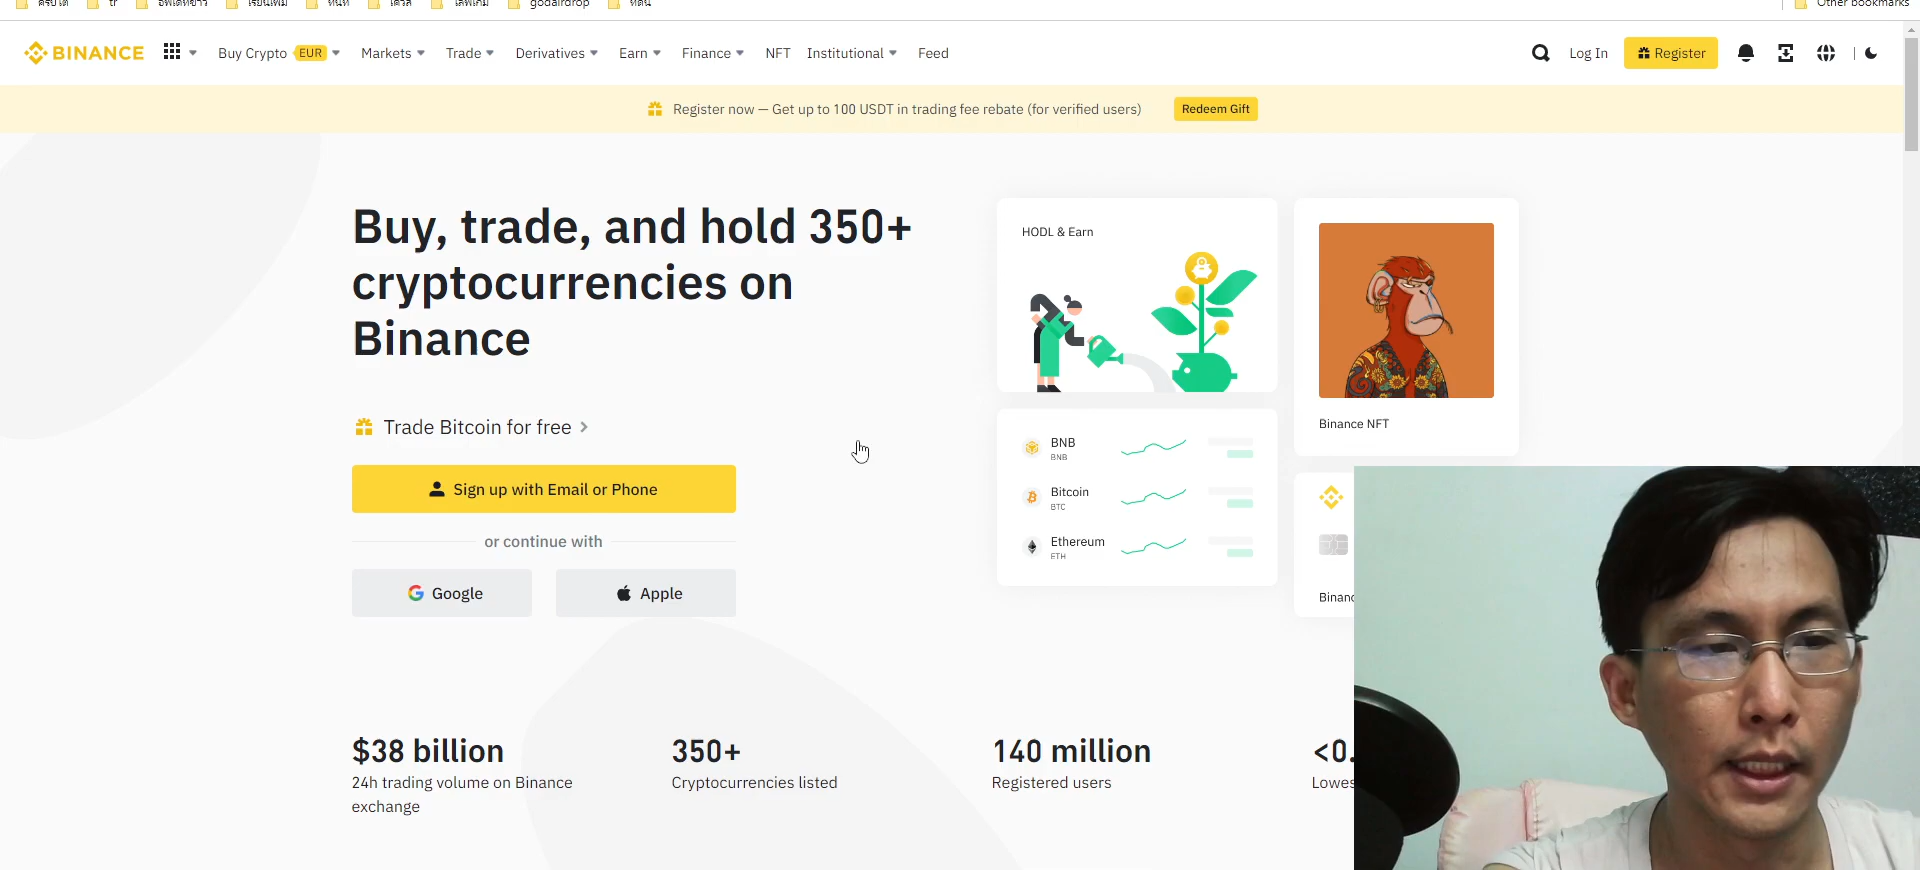 tr
godairdrop
Other bookmarks
BINANCE
Buy Crypto EUR
Markets
Trade
Derivatives
Earn
Finance
NFT
Institutional
Feed
Log In
Register
Register now — Get up to 100 USDT in trading fee rebate (for verified users)
Redeem Gift
Buy, trade, and hold 350+
cryptocurrencies on
Binance
Trade Bitcoin for free
Sign up with Email or Phone
or continue with
Google
Apple
HODL & Earn
Binance NFT
BNB
BNB
Bitcoin
BTC
Ethereum
ETH
$38 billion
24h trading volume on Binance
exchange
350+
Cryptocurrencies listed
140 million
Registered users
<0.